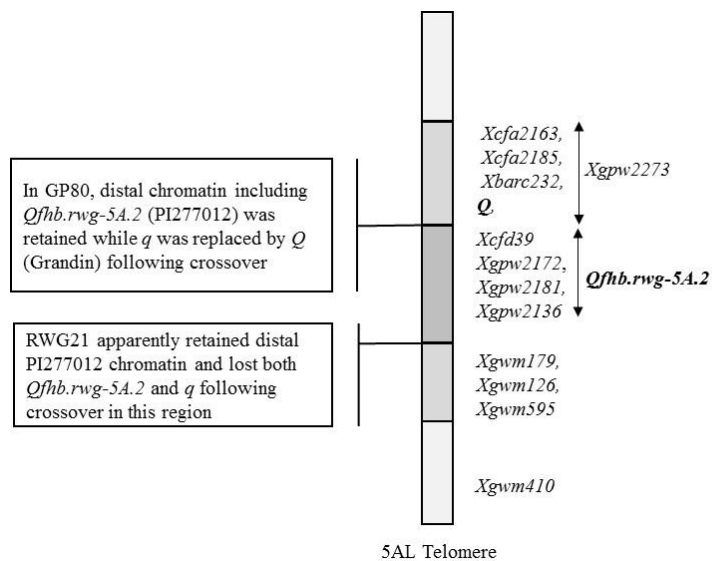 Xcfa2163,
Xcfa2185,
Xbarc232,
Q,
Xgpw2273
In GP80, distal chromatin including
Qfhb.rwg-5A.2 (PI277012) was
retained while q was replaced by Q
(Grandin) following crossover
Xcfd39
Xgpw2172,
Xgpw2181,
Xgpw2136
Qfhb.rwg-5A.2
RWG21 apparently retained distal
PI277012 chromatin and lost both
Qfhb.rwg-5A.2 and q following
crossover in this region
Xgwm179,
Xgwm126,
Xgwm595
Xgwm410
5AL Telomere